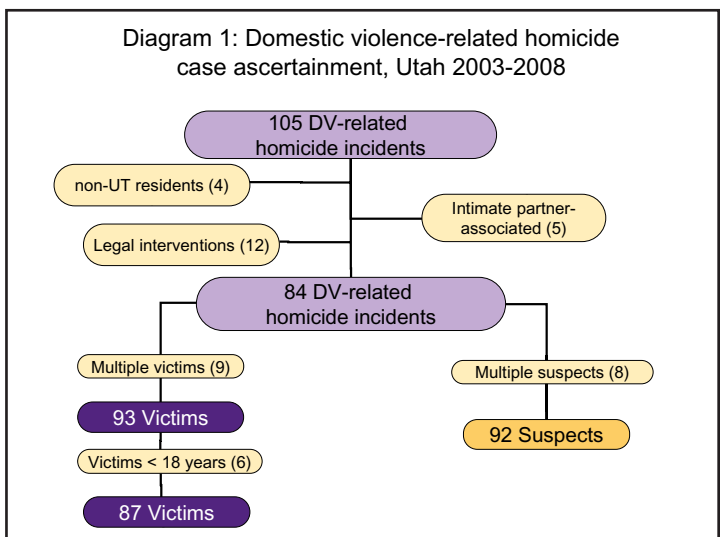 Diagram 1: Domestic violence-related homicide
case ascertainment, Utah 2003-2008
105 DV-related
homicide incidents
non-UT residents (4)
Intimate partner-
associated (5)
Legal interventions (12)
84 DV-related
homicide incidents
Multiple victims (9)
Multiple suspects (8)
93 Victims
92 Suspects
Victims < 18 years (6)
87 Victims